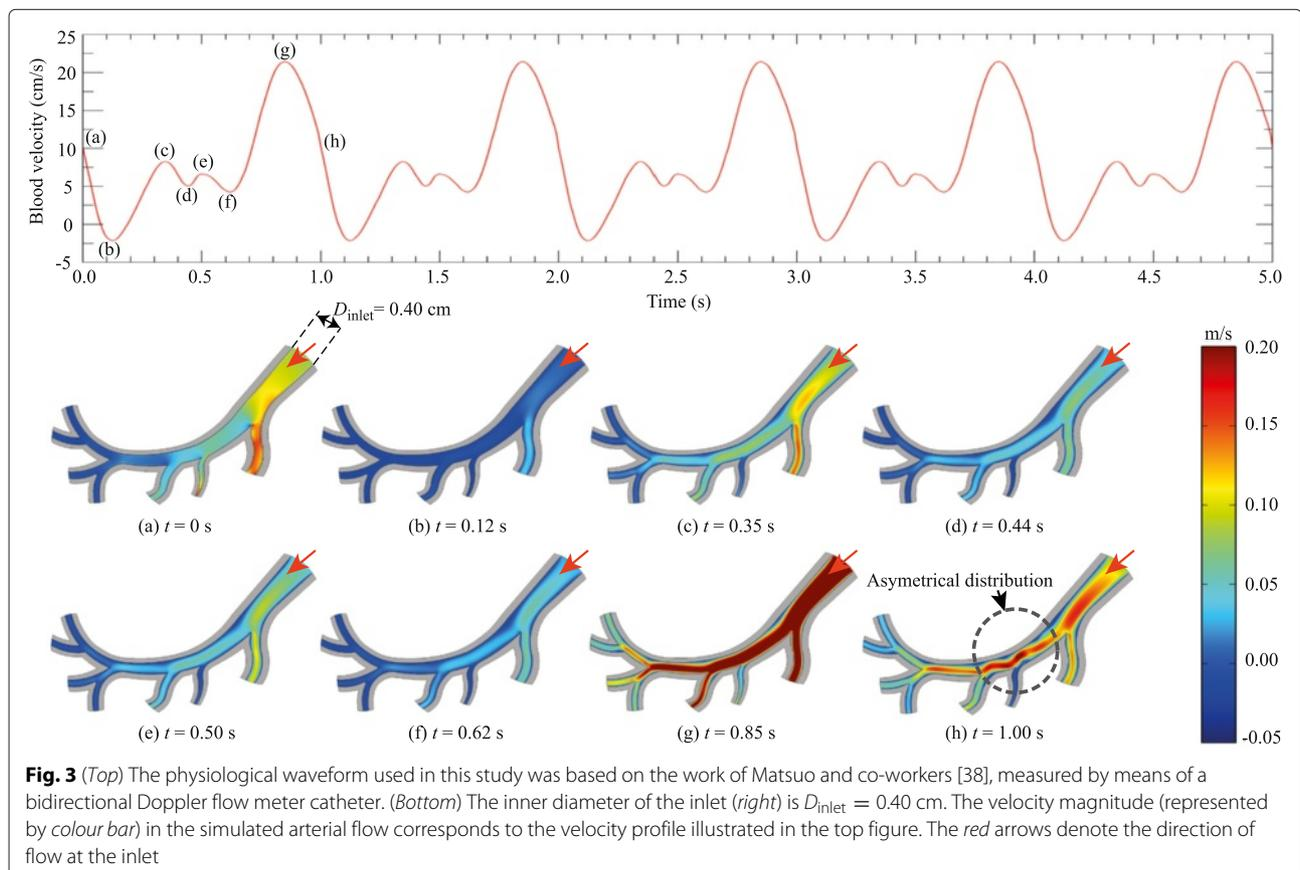 25
20
15
10
5
0
-5
Blood velocity (cm/s)
(a)
(b)
(c)
(d)
(e)
(f)
(g)
(h)
0.0 0.5 1.0 1.5 2.0 2.5 3.0 3.5 4.0 4.5 5.0
Time (s)
D inlet = 0.40 cm
(a) t = 0 s
(b) t = 0.12 s
(c) t = 0.35 s
(d) t = 0.44 s
Asymetrical distribution
(e) t = 0.50 s
(f) t = 0.62 s
(g) t = 0.85 s
(h) t = 1.00 s
m/s
0.20
0.15
0.10
0.05
0.00
-0.05
Fig. 3 (Top) The physiological waveform used in this study was based on the work of Matsuo and co-workers [38], measured by means of a
bidirectional Doppler flow meter catheter. (Bottom) The inner diameter of the inlet (right) is D inlet = 0.40 cm. The velocity magnitude (represented
by colour bar) in the simulated arterial flow corresponds to the velocity profile illustrated in the top figure. The red arrows denote the direction of
flow at the inlet